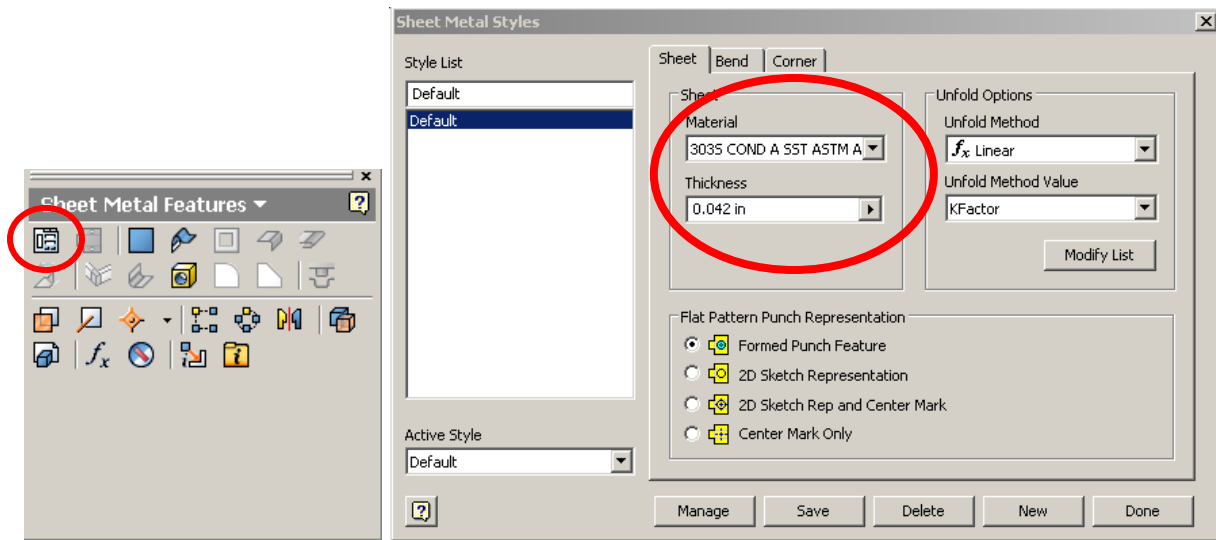 Sheet Metal Features
Sheet Metal Styles
Style List
Default
Default
Active Style
Default
Sheet
Bend
Corner
Sheet
Material
303S COND A SST ASTM A
Thickness
0.042 in
Unfold Options
Unfold Method
fx Linear
Unfold Method Value
KFactor
Modify List
Flat Pattern Punch Representation
Formed Punch Feature
2D Sketch Representation
2D Sketch Rep and Center Mark
Center Mark Only
Manage
Save
Delete
New
Done